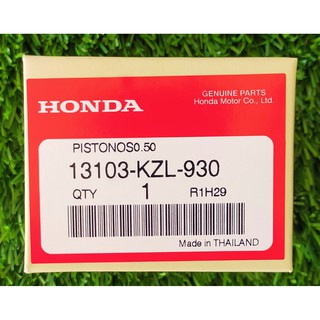 GENUINE PARTS
Honda Motor Co., Ltd.
HONDA
PISTONOS0.50
13103-KZL-930
QTY 1 R1H29
Made in THAILAND